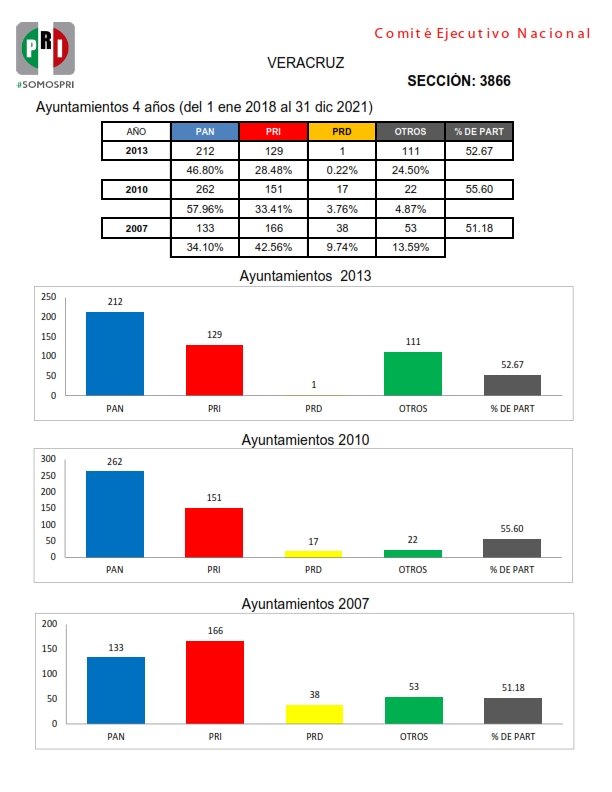 Comité Ejecutivo Nacional
PRI
#SOMOSPRI
VERACRUZ
SECCIÓN: 3866
Ayuntamientos 4 años (del 1 ene 2018 al 31 dic 2021)
AÑO PAN PRI PRD OTROS % DE PART
2013 212 129 1 111 52.67
46.80% 28.48% 0.22% 24.50%
2010 262 151 17 22 55.60
57.96% 33.41% 3.76% 4.87%
2007 133 166 38 53 51.18
34.10% 42.56% 9.74% 13.59%
Ayuntamientos 2013
250
200
150
100
50
0
212 129 1 111 52.67
PAN PRI PRD OTROS % DE PART
Ayuntamientos 2010
300
250
200
150
100
50
0
262 151 17 22 55.60
PAN PRI PRD OTROS % DE PART
Ayuntamientos 2007
200
150
100
50
0
133 166 38 53 51.18
PAN PRI PRD OTROS % DE PART